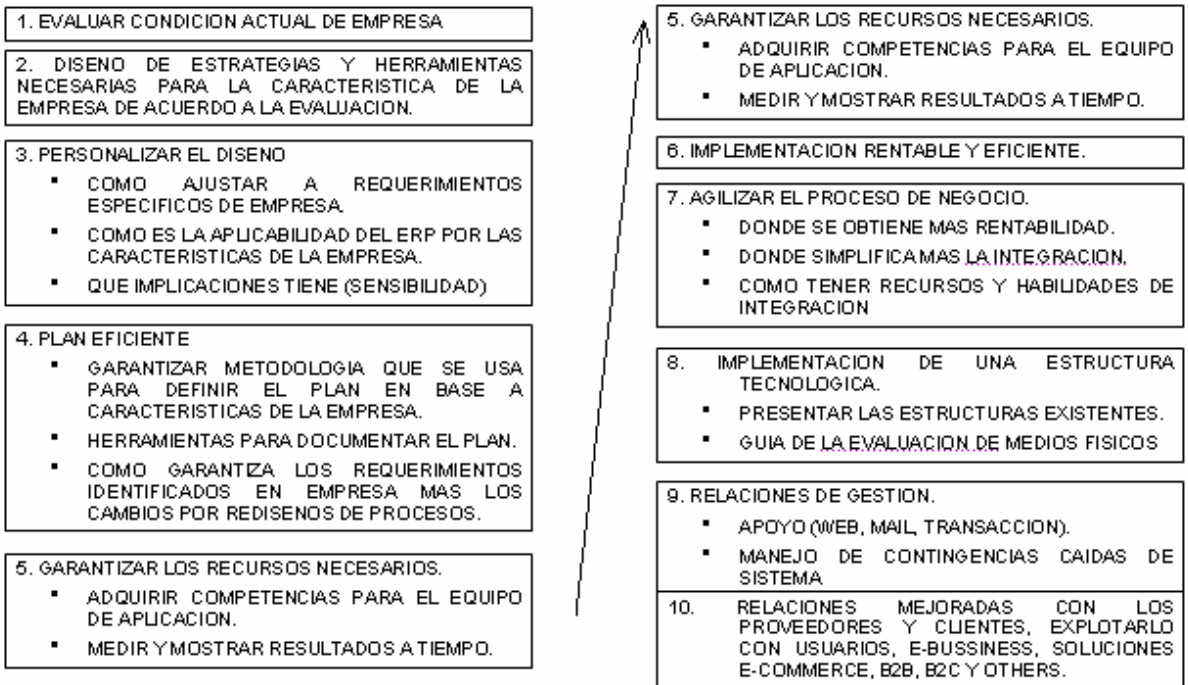 1. EVALUAR CONDICION ACTUAL DE EMPRESA
2. DISENO DE ESTRATEGIAS Y HERRAMIENTAS
NECESARIAS PARA LA CARACTERISTICA DE LA
EMPRESA DE ACUERDO A LA EVALUACION.
3. PERSONALIZAR EL DISENO
▪ COMO AJUSTAR A REQUERIMIENTOS
ESPECIFICOS DE EMPRESA.
▪ COMO ES LA APLICABILIDAD DEL ERP POR LAS
CARACTERISTICAS DE LA EMPRESA.
▪ QUE IMPLICACIONES TIENE (SENSIBILIDAD)
4. PLAN EFICIENTE
▪ GARANTIZAR METODOLOGIA QUE SE USA
PARA DEFINIR EL PLAN EN BASE A
CARACTERISTICAS DE LA EMPRESA.
▪ HERRAMIENTAS PARA DOCUMENTAR EL PLAN.
▪ COMO GARANTIZA LOS REQUERIMIENTOS
IDENTIFICADOS EN EMPRESA MAS LOS
CAMBIOS POR REDISENOS DE PROCESOS.
5. GARANTIZAR LOS RECURSOS NECESARIOS.
▪ ADQUIRIR COMPETENCIAS PARA EL EQUIPO
DE APLICACION.
▪ MEDIR Y MOSTRAR RESULTADOS A TIEMPO.
5. GARANTIZAR LOS RECURSOS NECESARIOS.
▪ ADQUIRIR COMPETENCIAS PARA EL EQUIPO
DE APLICACION.
▪ MEDIR Y MOSTRAR RESULTADOS A TIEMPO.
6. IMPLEMENTACION RENTABLE Y EFICIENTE.
7. AGILIZAR EL PROCESO DE NEGOCIO.
▪ DONDE SE OBTIENE MAS RENTABILIDAD.
▪ DONDE SIMPLIFICA MAS LA INTEGRACION.
▪ COMO TENER RECURSOS Y HABILIDADES DE
INTEGRACION
8. IMPLEMENTACION DE UNA ESTRUCTURA
TECNOLOGICA.
▪ PRESENTAR LAS ESTRUCTURAS EXISTENTES.
▪ GUIA DE LA EVALUACION DE MEDIOS FISICOS
9. RELACIONES DE GESTION.
▪ APOYO (WEB, MAIL, TRANSACCION).
▪ MANEJO DE CONTINGENCIAS CAIDAS DE
SISTEMA
10. RELACIONES MEJORADAS CON LOS
PROVEEDORES Y CLIENTES, EXPLOTARLO
CON USUARIOS, E-BUSSINESS, SOLUCIONES
E-COMMERCE, B2B, B2C Y OTHERS.